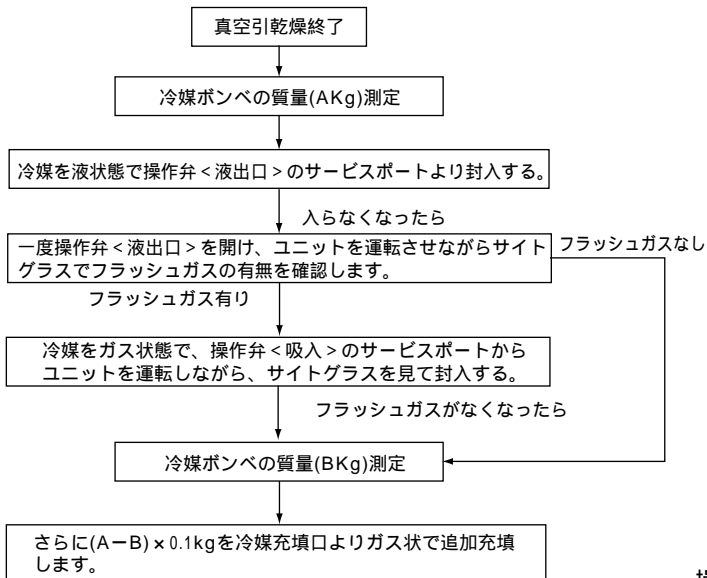 真空引乾燥終了
冷媒ボンベの質量(AKg)測定
冷媒を液状態で操作弁<液出口>のサービスポートより封入する。
入らなくなったら
一度操作弁<液出口>を開け、ユニットを運転させながらサイト
グラスでフラッシュガスの有無を確認します。
フラッシュガスなし
フラッシュガス有り
冷媒をガス状態で、操作弁<吸入>のサービスポートから
ユニットを運転しながら、サイトグラスを見て封入する。
フラッシュガスがなくなったら
冷媒ボンベの質量(BKg)測定
さらに(A−B)×0.1kgを冷媒充填口よりガス状で追加充填
します。